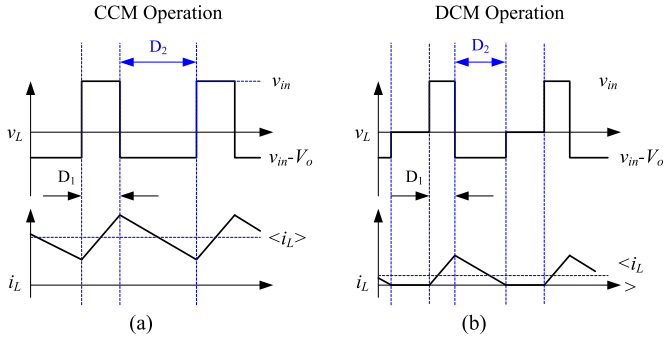 CCM Operation
D2
vin
vL
vin-Vo
D1
<iL>
iL
(a)
DCM Operation
D2
vin
vL
vin-Vo
D1
<iL
>
iL
(b)